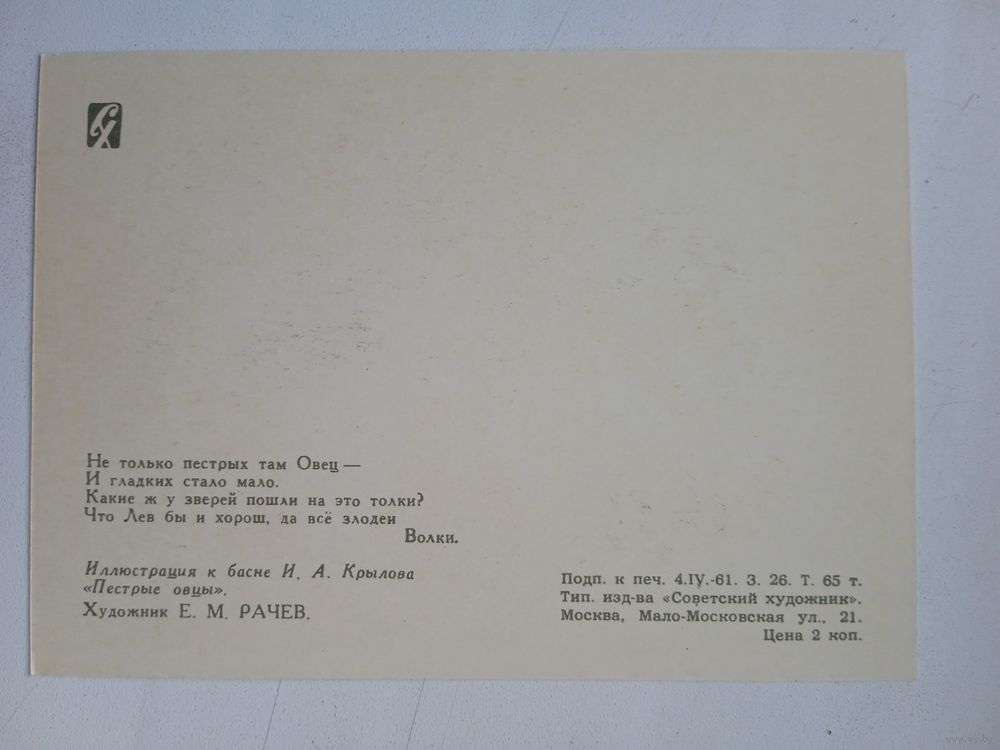 Не только пестрых там Овец —
И гладких стало мало.
Какие ж у зверей пошли на это толки?
Что Лев бы и хорош, да всё злодеи
Волки.
Иллюстрация к басне И. А. Крылова
«Пестрые овцы».
Художник Е. М. РАЧЕВ.
Подп. к печ. 4.IV.-61. З. 26. Т. 65 т.
Тип. изд-ва «Советский художник».
Москва, Мало-Московская ул., 21.
Цена 2 коп.